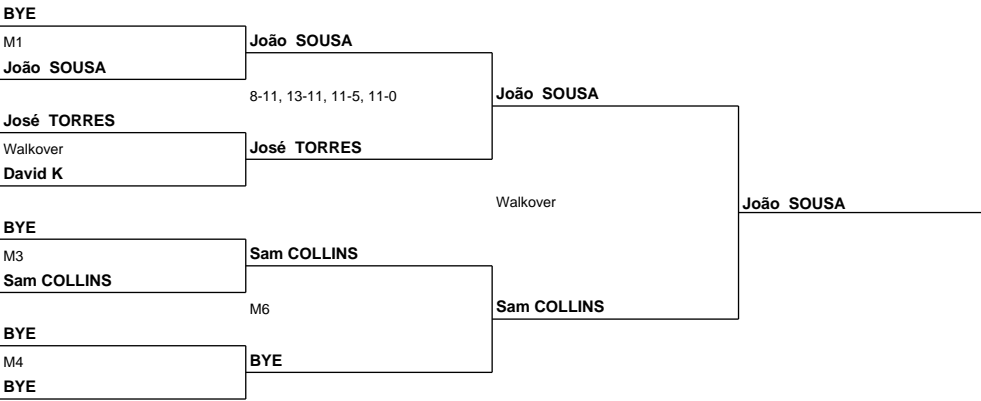 BYE
M1
João SOUSA
José TORRES
Walkover
David K
BYE
M3
Sam COLLINS
BYE
M4
BYE
João SOUSA
8-11, 13-11, 11-5, 11-0
José TORRES
Sam COLLINS
M6
BYE
João SOUSA
Walkover
Sam COLLINS
João SOUSA